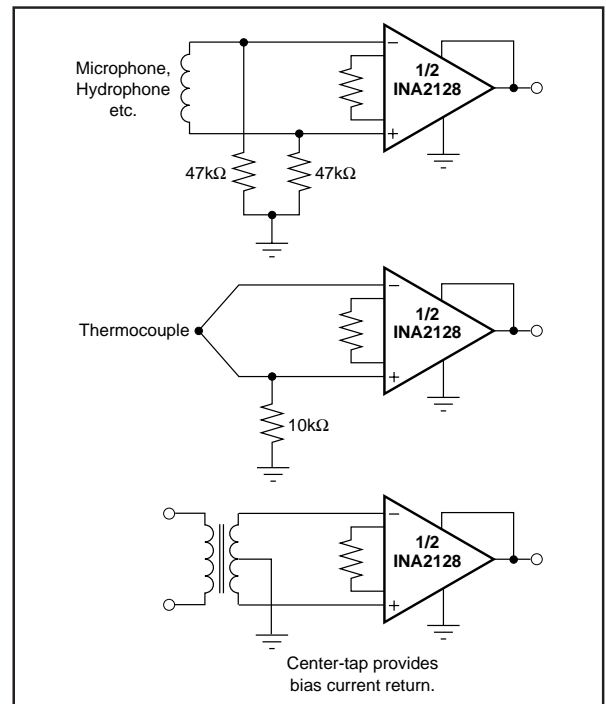 Microphone,
Hydrophone
etc.
−
1/2
INA2128
+
47kΩ
47kΩ
Thermocouple
−
1/2
INA2128
+
10kΩ
−
1/2
INA2128
+
Center-tap provides
bias current return.